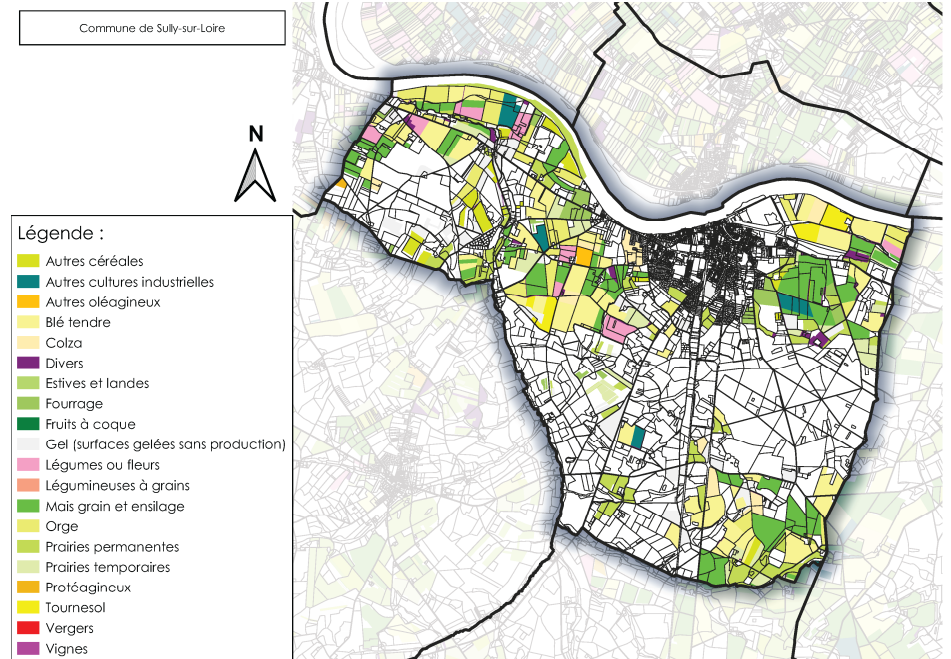 Commune de Sully-sur-Loire
N
Légende :
Autres céréales
Autres cultures industrielles
Autres oléagineux
Blé tendre
Colza
Divers
Estives et landes
Fourrage
Fruits à coque
Gel (surfaces gelées sans production)
Légumes ou fleurs
Légumineuses à grains
Mais grain et ensilage
Orge
Prairies permanentes
Prairies temporaires
Protéagineux
Tournesol
Vergers
Vignes